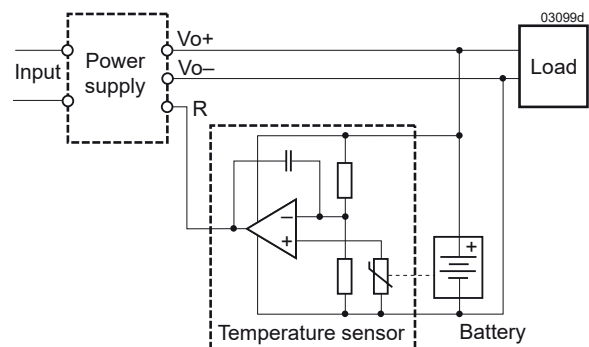 03099d
Input
Power
supply
Vo+
Vo–
R
Load
–
+
+
Temperature sensor
Battery